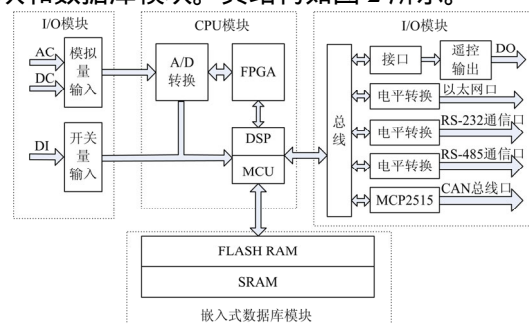 I/O模块
CPU模块
I/O模块
AC
DC
模拟
量
输入
A/D
转换
FPGA
接口
遥控
输出
DO
电平转换
以太网口
DI
开关
量
输入
DSP
MCU
总
线
电平转换
RS-232通信口
电平转换
RS-485通信口
MCP2515
CAN总线口
FLASH RAM
SRAM
嵌入式数据库模块